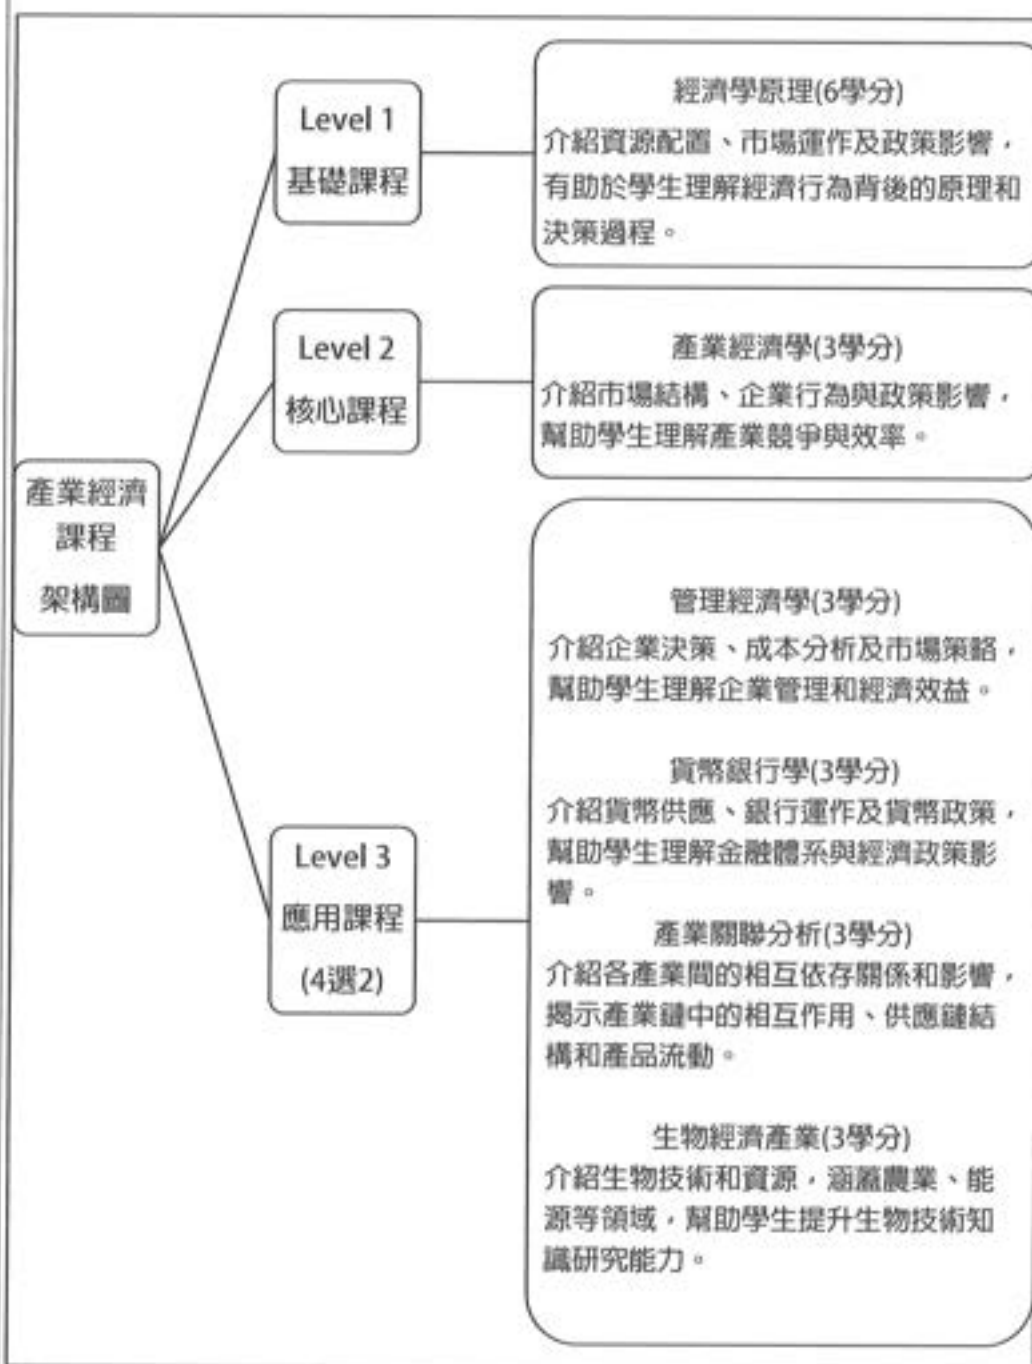 產業經濟
課程
架構圖
Level 1
基礎課程
經濟學原理(6學分)
介紹資源配置、市場運作及政策影響，
有助於學生理解經濟行為背後的原理和
決策過程。
Level 2
核心課程
產業經濟學(3學分)
介紹市場結構、企業行為與政策影響，
幫助學生理解產業競爭與效率。
Level 3
應用課程
(4選2)
管理經濟學(3學分)
介紹企業決策、成本分析及市場策略，
幫助學生理解企業管理和經濟效益。
貨幣銀行學(3學分)
介紹貨幣供應、銀行運作及貨幣政策，
幫助學生理解金融體系與經濟政策影
響。
產業關聯分析(3學分)
介紹各產業間的相互依存關係和影響，
揭示產業鏈中的相互作用、供應鏈結
構和產品流動。
生物經濟產業(3學分)
介紹生物技術和資源，涵蓋農業、能
源等領域，幫助學生提升生物技術知
識研究能力。